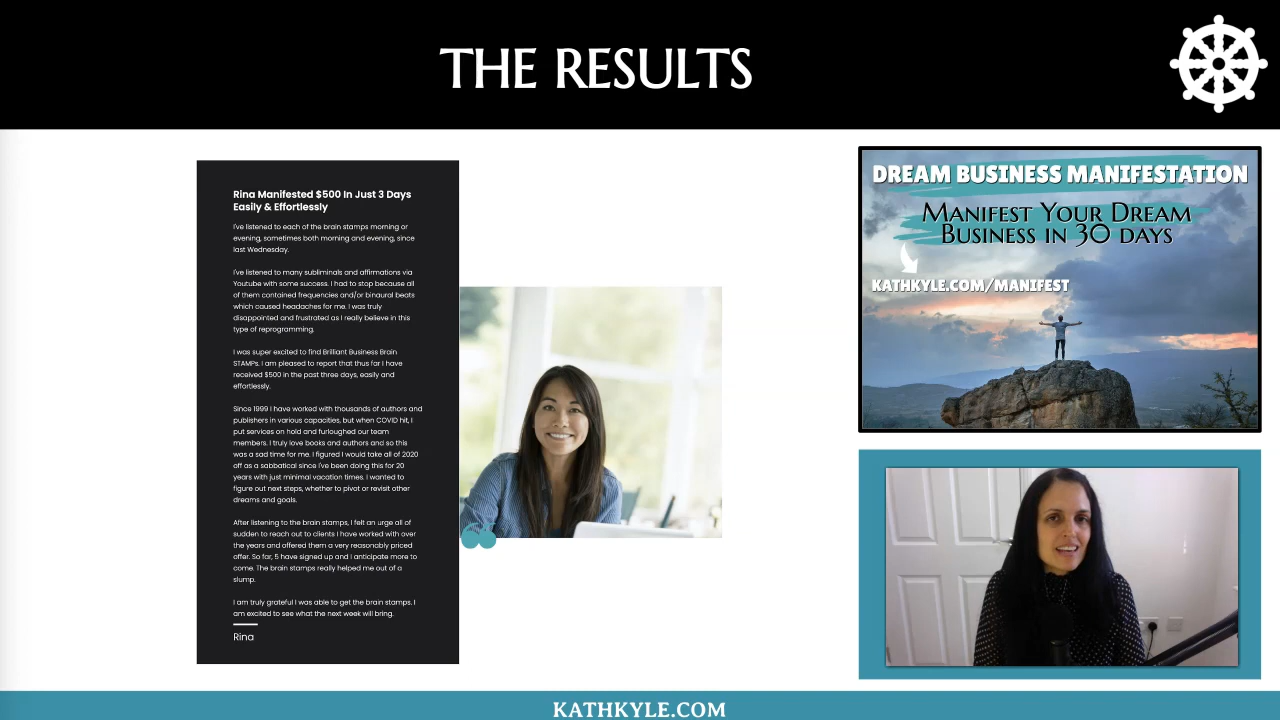 THE RESULTS
Rina Manifested $500 In Just 3 Days
Easily & Effortlessly
I've listened to each of the brain stamps morning or
evening, sometimes both morning and evening, since
last Wednesday.
I've listened to many subliminals and affirmations via
Youtube with some success. I had to stop because all
of them contained frequencies and/or binaural beats
which caused headaches for me. I was truly
disappointed and frustrated as I really believe in this
type of reprogramming.
I was super excited to find Brilliant Business Brain
STAMPs. I am pleased to report that thus far I have
received $500 in the past three days, easily and
effortlessly.
Since 1999 I have worked with thousands of authors and
publishers in various capacities, but when COVID hit, I
put services on hold and furloughed our team
members. I truly love books and authors and so this
was a sad time for me. I figured I would take all of 2020
off as a sabbatical since I've been doing this for 20
years with just minimal vacation times. I wanted to
figure out next steps, whether to pivot or revisit other
dreams and goals.
After listening to the brain stamps, I felt an urge all of
sudden to reach out to clients I have worked with over
the years and offered them a very reasonably priced
offer. So far, 5 have signed up and I anticipate more to
come. The brain stamps really helped me out of a
slump.
I am truly grateful I was able to get the brain stamps. I
am excited to see what the next week will bring.
Rina
DREAM BUSINESS MANIFESTATION
MANIFEST YOUR DREAM
BUSINESS IN 30 DAYS
KATHKYLE.COM/MANIFEST
KATHKYLE.COM